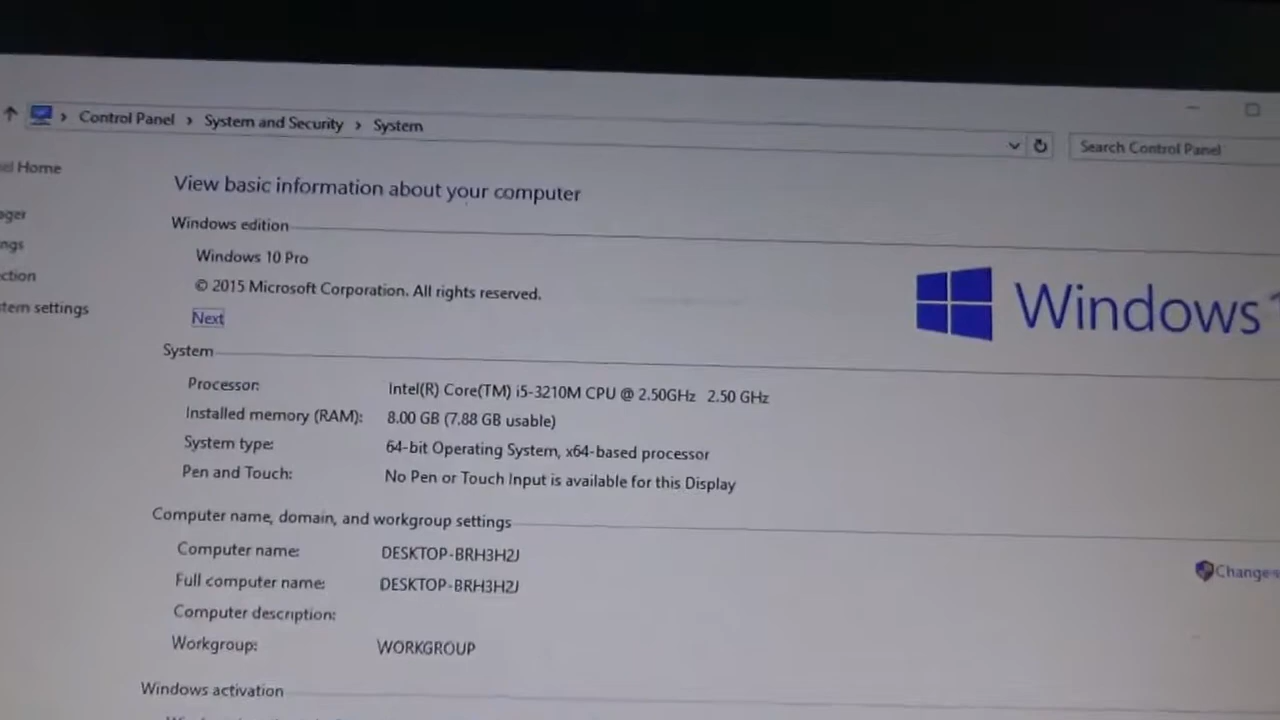 Control Panel > System and Security > System
Search Control Panel
Home
View basic information about your computer
Windows edition
Windows 10 Pro
© 2015 Microsoft Corporation. All rights reserved.
Next
Windows
ction
tem settings
System
Processor: Intel(R) Core(TM) i5-3210M CPU @ 2.50GHz 2.50 GHz
Installed memory (RAM): 8.00 GB (7.88 GB usable)
System type: 64-bit Operating System, x64-based processor
Pen and Touch: No Pen or Touch Input is available for this Display
Computer name, domain, and workgroup settings
Computer name: DESKTOP-BRH3H2J
Full computer name: DESKTOP-BRH3H2J
Computer description:
Workgroup: WORKGROUP
Change
Windows activation